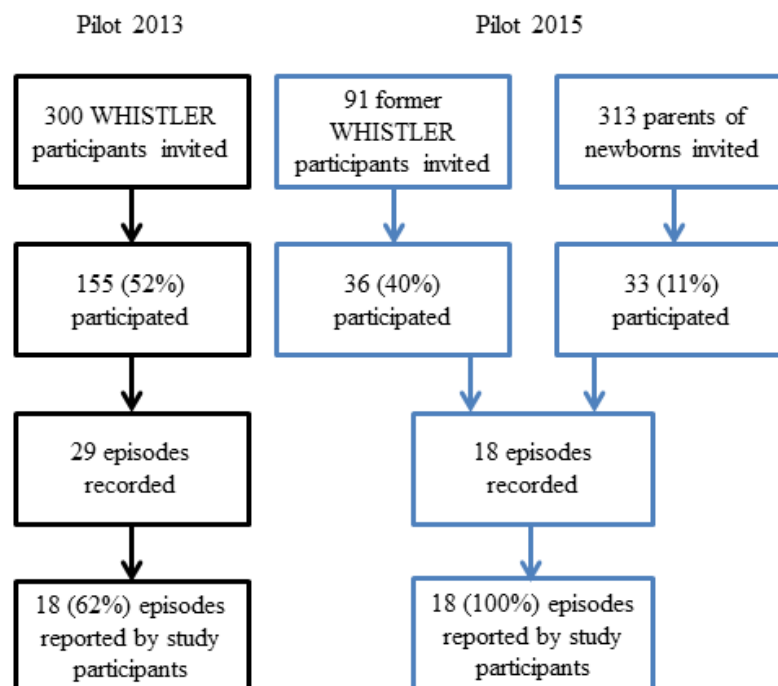 Pilot 2013
Pilot 2015
300 WHISTLER
participants invited
91 former
WHISTLER
participants invited
313 parents of
newborns invited
155 (52%)
participated
36 (40%)
participated
33 (11%)
participated
29 episodes
recorded
18 episodes
recorded
18 (62%) episodes
reported by study
participants
18 (100%) episodes
reported by study
participants